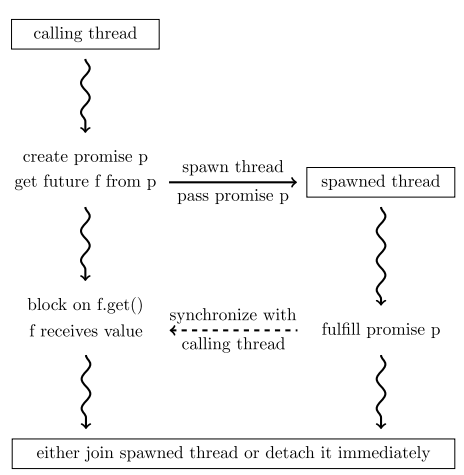 calling thread
create promise p
get future f from p
spawn thread
pass promise p
spawned thread
block on f.get()
f receives value
synchronize with
calling thread
fulfill promise p
either join spawned thread or detach it immediately